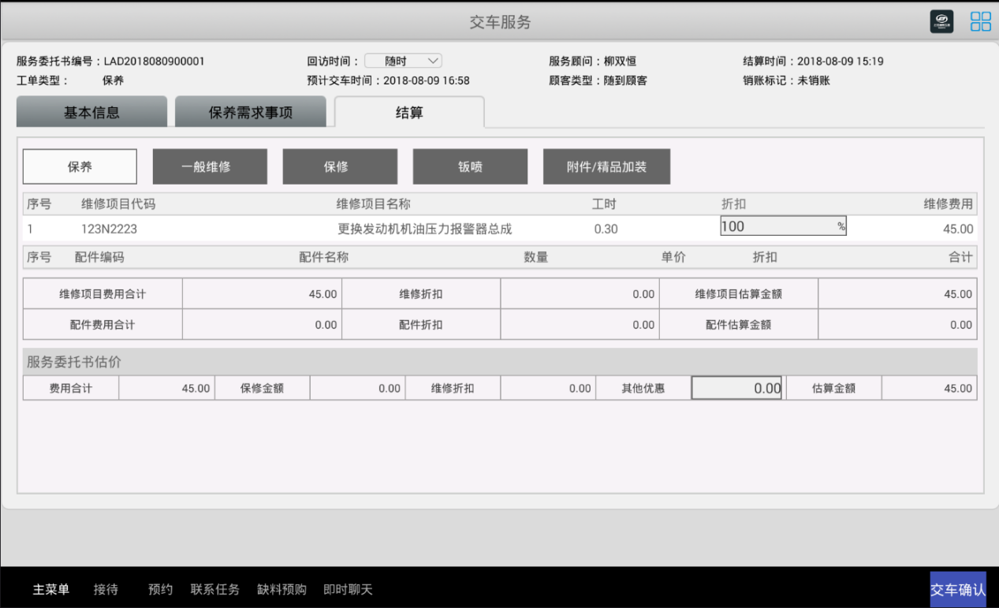 交车服务
服务委托书编号：LAD2018080900001 回访时间： 随时 服务顾问：柳双恒 结算时间：2018-08-09 15:19
工单类型： 保养 预计交车时间：2018-08-09 16:58 顾客类型：随到顾客 销账标记：未销账
基本信息 保养需求事项 结算
保养 一般维修 保修 钣喷 附件/精品加装
序号 维修项目代码 维修项目名称 工时 折扣 维修费用
1 123N2223 更换发动机机油压力报警器总成 0.30 100 % 45.00
序号 配件编码 配件名称 数量 单价 折扣 合计
维修项目费用合计 45.00 维修折扣 0.00 维修项目估算金额 45.00
配件费用合计 0.00 配件折扣 0.00 配件估算金额 0.00
服务委托书估价
费用合计 45.00 保修金额 0.00 维修折扣 0.00 其他优惠 0.00 估算金额 45.00
主菜单 接待 预约 联系任务 缺料预购 即时聊天 交车确认